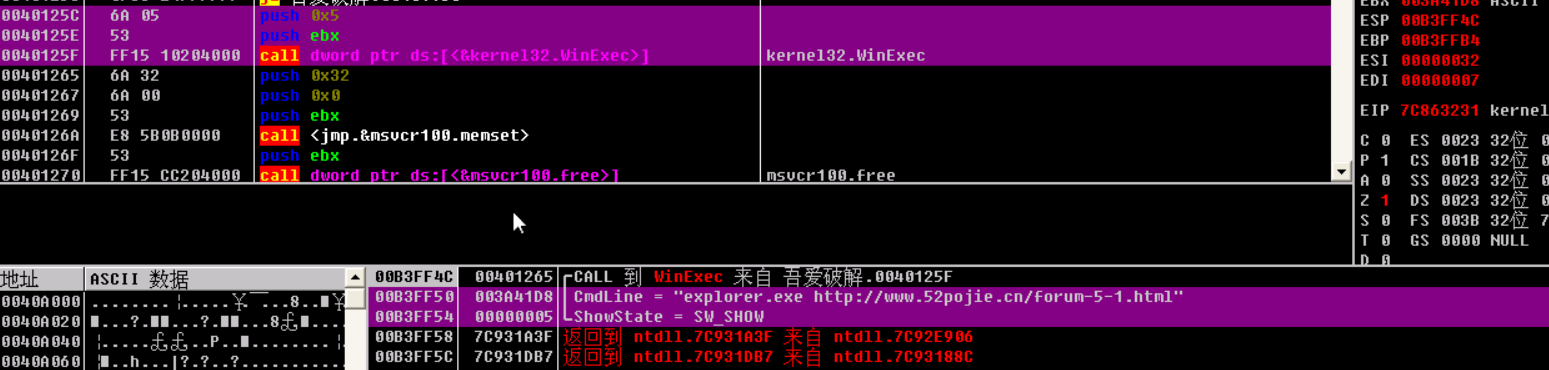 0040125C 6A 05 push 0x5
0040125E 53 push ebx
0040125F FF15 10204000 call dword ptr ds:[<&kernel32.WinExec>] kernel32.WinExec
00401265 6A 32 push 0x32
00401267 6A 00 push 0x0
00401269 53 push ebx
0040126A E8 5B0B0000 call <jmp.&msvcr100.memset>
0040126F 53 push ebx
00401270 FF15 CC204000 call dword ptr ds:[<&msvcr100.free>] msvcr100.free
EBX 003A41D8 ASCII
ESP 00B3FF4C
EBP 00B3FFB4
ESI 00000032
EDI 00000007
EIP 7C863231 kernel
C 0 ES 0023 32位 0
P 1 CS 001B 32位 0
A 0 SS 0023 32位 0
Z 1 DS 0023 32位 0
S 0 FS 003B 32位 7
T 0 GS 0000 NULL
D 0
地址 ASCII 数据
0040A000
0040A020
0040A040
0040A060
00B3FF4C 00401265 CALL 到 WinExec 来自 吾爱破解.0040125F
00B3FF50 003A41D8 CmdLine = "explorer.exe http://www.52pojie.cn/forum-5-1.html"
00B3FF54 00000005 ShowState = SW_SHOW
00B3FF58 7C931A3F 返回到 ntdll.7C931A3F 来自 ntdll.7C92E906
00B3FF5C 7C931DB7 返回到 ntdll.7C931DB7 来自 ntdll.7C93188C